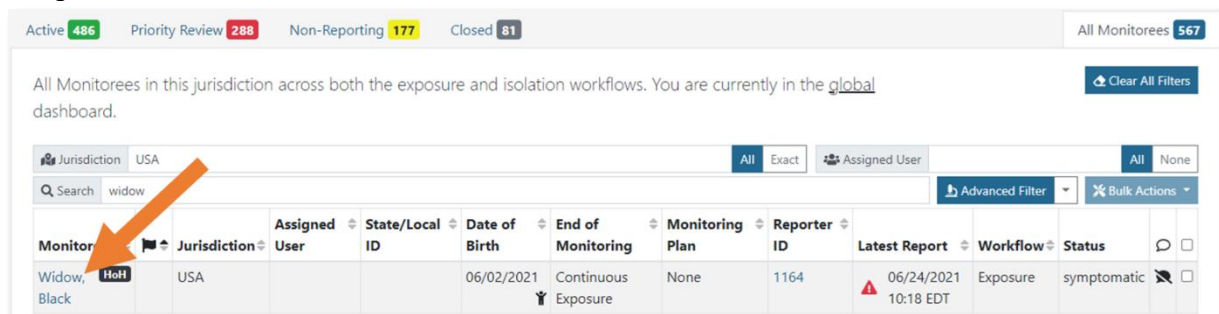 Active 486 Priority Review 288 Non-Reporting 177 Closed 81 All Monitorees 567
All Monitorees in this jurisdiction across both the exposure and isolation workflows. You are currently in the global
dashboard.
Clear All Filters
Jurisdiction USA All Exact Assigned User All None
Search widow Advanced Filter Bulk Actions
Assigned State/Local Date of End of Monitoring Reporter
Jurisdiction User ID Birth Monitoring Plan ID Latest Report Workflow Status
Widow, HoH USA 06/02/2021 Continuous None 1164 06/24/2021 Exposure symptomatic
Black Exposure 10:18 EDT